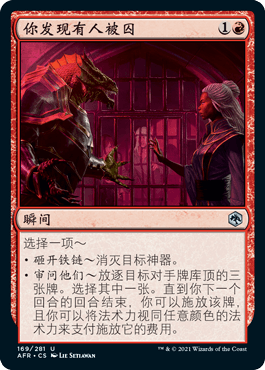 你发现有人被囚 1
瞬间
选择一项～
• 砸开铁链～消灭目标神器。
• 审问他们～放逐目标对手牌库顶的三
张牌。选择其中一张。直到你下一个
回合的回合结束，你可以施放该牌，
且你可以将法术力视同任意颜色的法
术力来支付施放它的费用。
169/281 U
AFR • CS LIE SETIAWAN
™ & © 2021 Wizards of the Coast